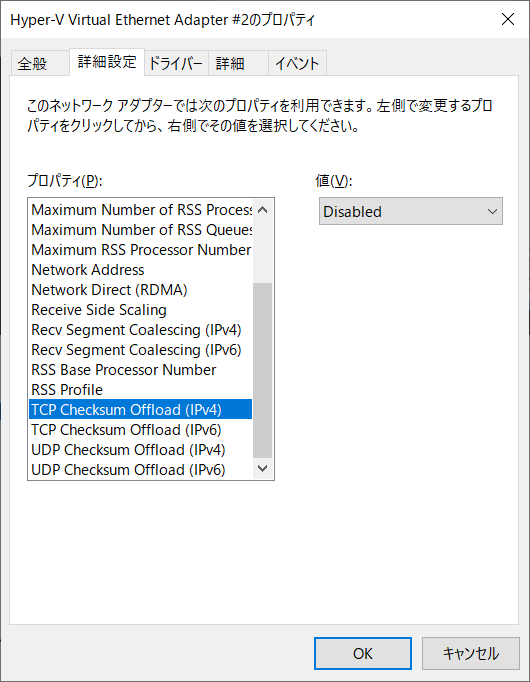 Hyper-V Virtual Ethernet Adapter #2のプロパティ
全般 詳細設定 ドライバー 詳細 イベント
このネットワーク アダプターでは次のプロパティを利用できます。左側で変更するプロ
パティをクリックしてから、右側でその値を選択してください。
プロパティ(P): 値(V):
Maximum Number of RSS Process
Disabled
Maximum Number of RSS Queues
Maximum RSS Processor Number
Network Address
Network Direct (RDMA)
Receive Side Scaling
Recv Segment Coalescing (IPv4)
Recv Segment Coalescing (IPv6)
RSS Base Processor Number
RSS Profile
TCP Checksum Offload (IPv4)
TCP Checksum Offload (IPv6)
UDP Checksum Offload (IPv4)
UDP Checksum Offload (IPv6)
OK キャンセル